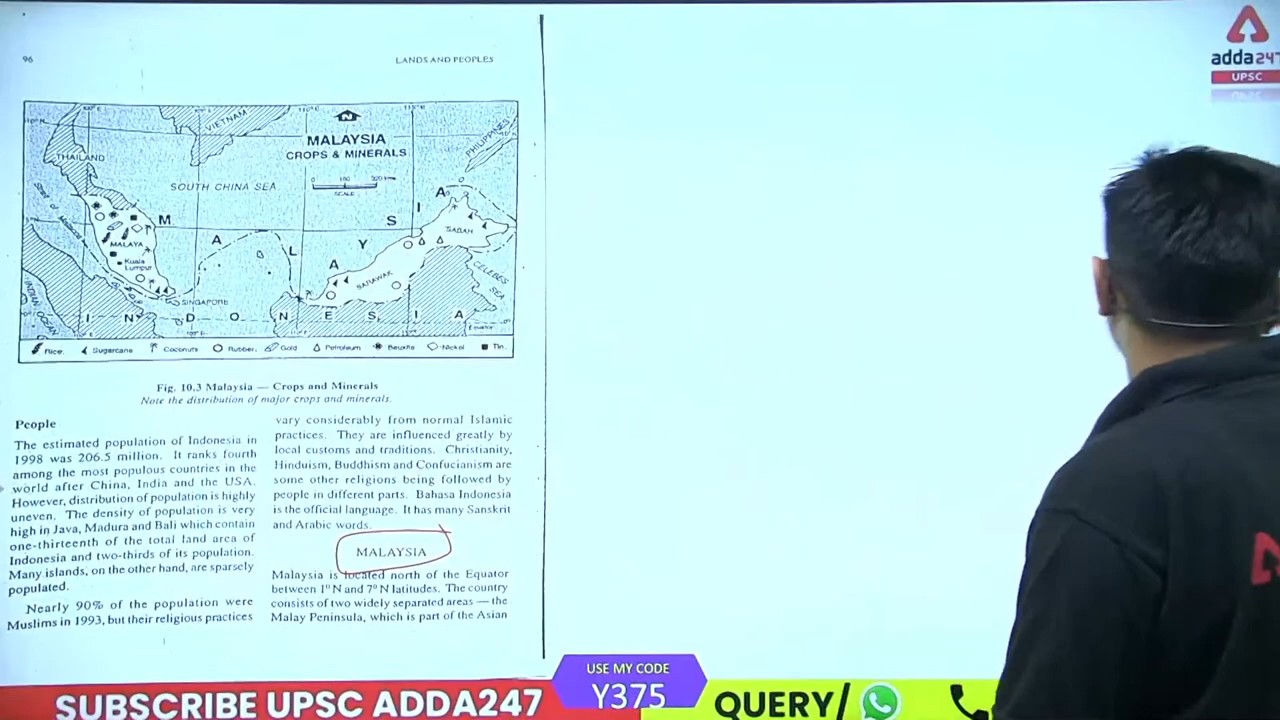 96
LANDS AND PEOPLES
MALAYSIA
CROPS & MINERALS
SCALE
VIETNAM
THAILAND
PHILIPPINES
SOUTH CHINA SEA
M A L A Y S I A
MALAYA
Kuala
Lumpur
SABAH
SARAWAK
SINGAPORE
CELEBES
SEA
INDIAN OCEAN
I N D O N E S I A
Equator
Rice. Sugarcane Coconuts Rubber. Gold Petroleum Bauxite Nickel Tin.
Fig. 10.3 Malaysia — Crops and Minerals
Note the distribution of major crops and minerals.
People
The estimated population of Indonesia in
1998 was 206.5 million. It ranks fourth
among the most populous countries in the
world after China, India and the USA.
However, distribution of population is highly
uneven. The density of population is very
high in Java, Madura and Bali which contain
one-thirteenth of the total land area of
Indonesia and two-thirds of its population.
Many islands, on the other hand, are sparsely
populated.
Nearly 90% of the population were
Muslims in 1993, but their religious practices
vary considerably from normal Islamic
practices. They are influenced greatly by
local customs and traditions. Christianity,
Hinduism, Buddhism and Confucianism are
some other religions being followed by
people in different parts. Bahasa Indonesia
is the official language. It has many Sanskrit
and Arabic words.
MALAYSIA
Malaysia is located north of the Equator
between 1° N and 7° N latitudes. The country
consists of two widely separated areas — the
Malay Peninsula, which is part of the Asian
adda247
UPSC
USE MY CODE
Y375
SUBSCRIBE UPSC ADDA247
QUERY/